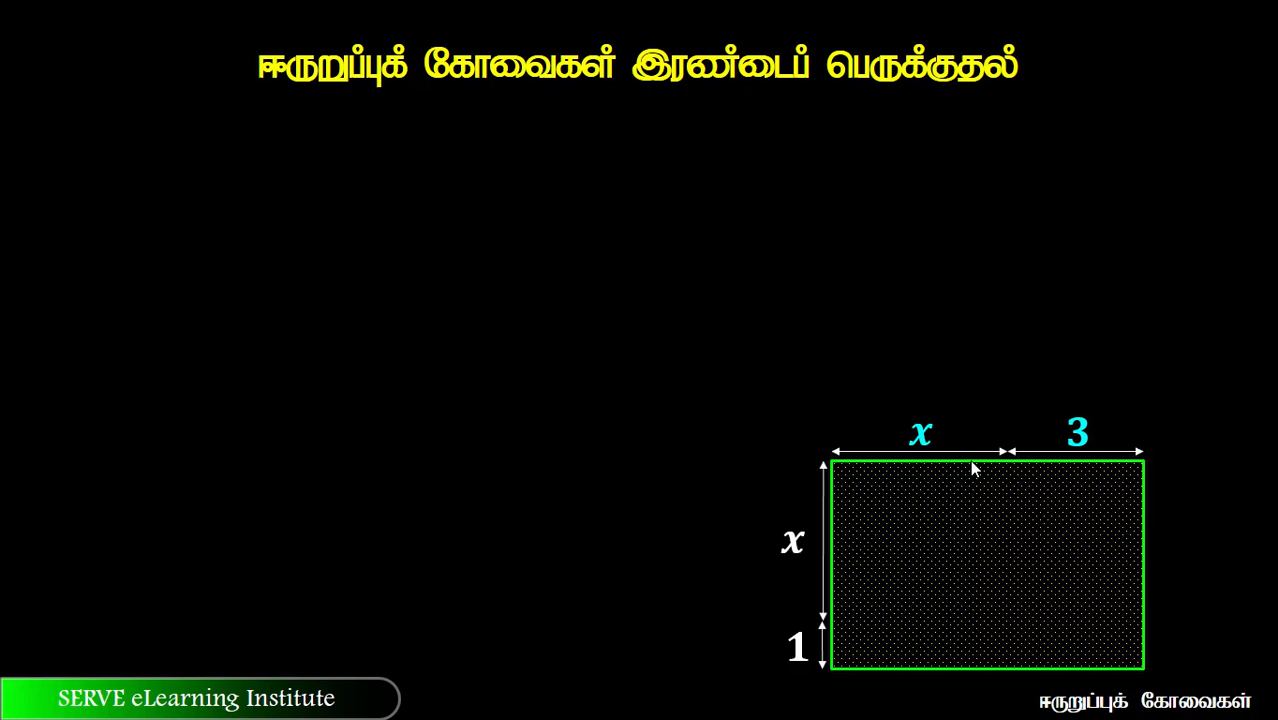 ஈருறுப்புக் கோவைகள் இரண்டைப் பெருக்குதல்
x 3
x
1
SERVE eLearning Institute
ஈருறுப்புக் கோவைகள்